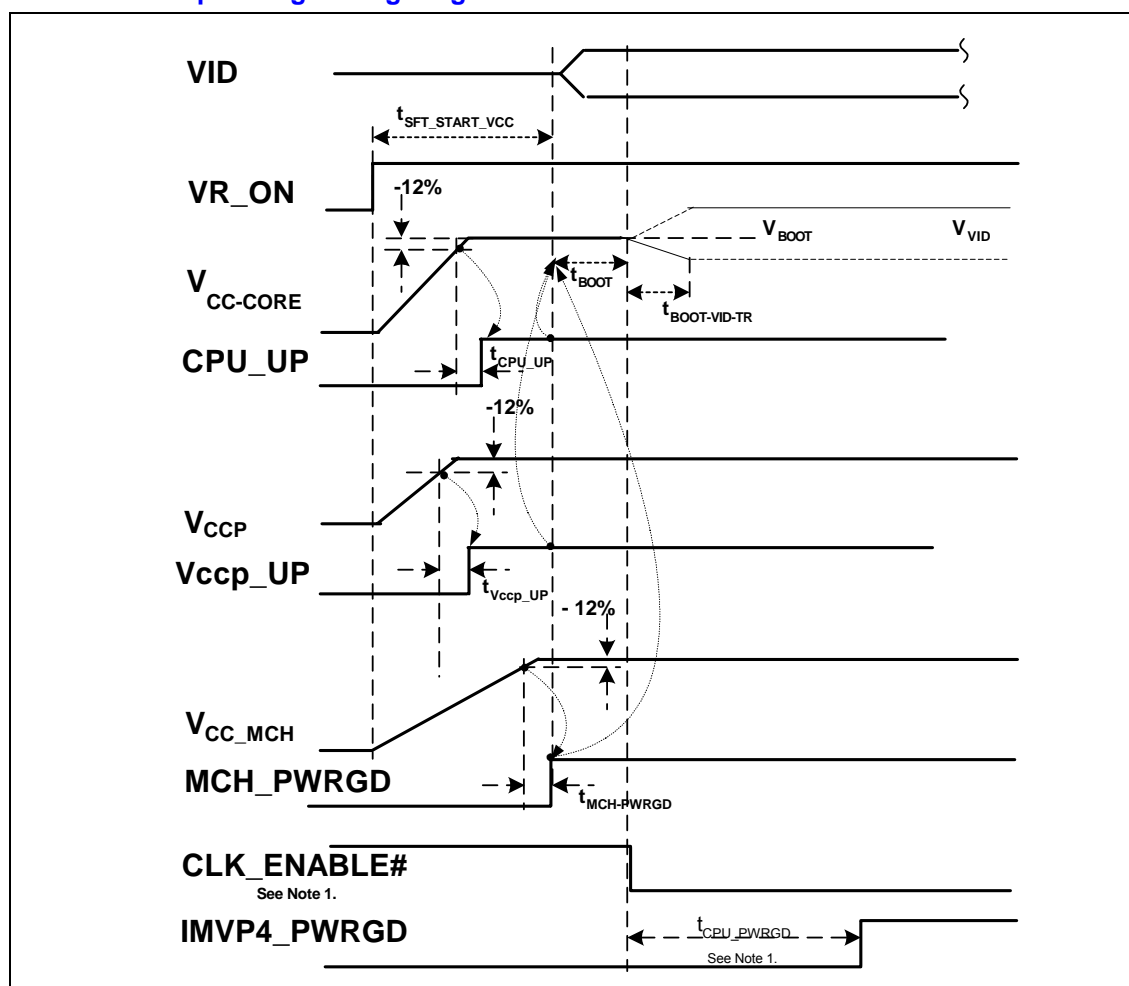 VID
tSFT_START_VCC
VR_ON
-12%
VBOOT
VVID
VCC-CORE
tBOOT
tBOOT-VID-TR
CPU_UP
tCPU_UP
-12%
VCCP
Vccp_UP
tVccp_UP
- 12%
VCC_MCH
MCH_PWRGD
tMCH-PWRGD
CLK_ENABLE#
See Note 1.
IMVP4_PWRGD
tCPU_PWRGD
See Note 1.